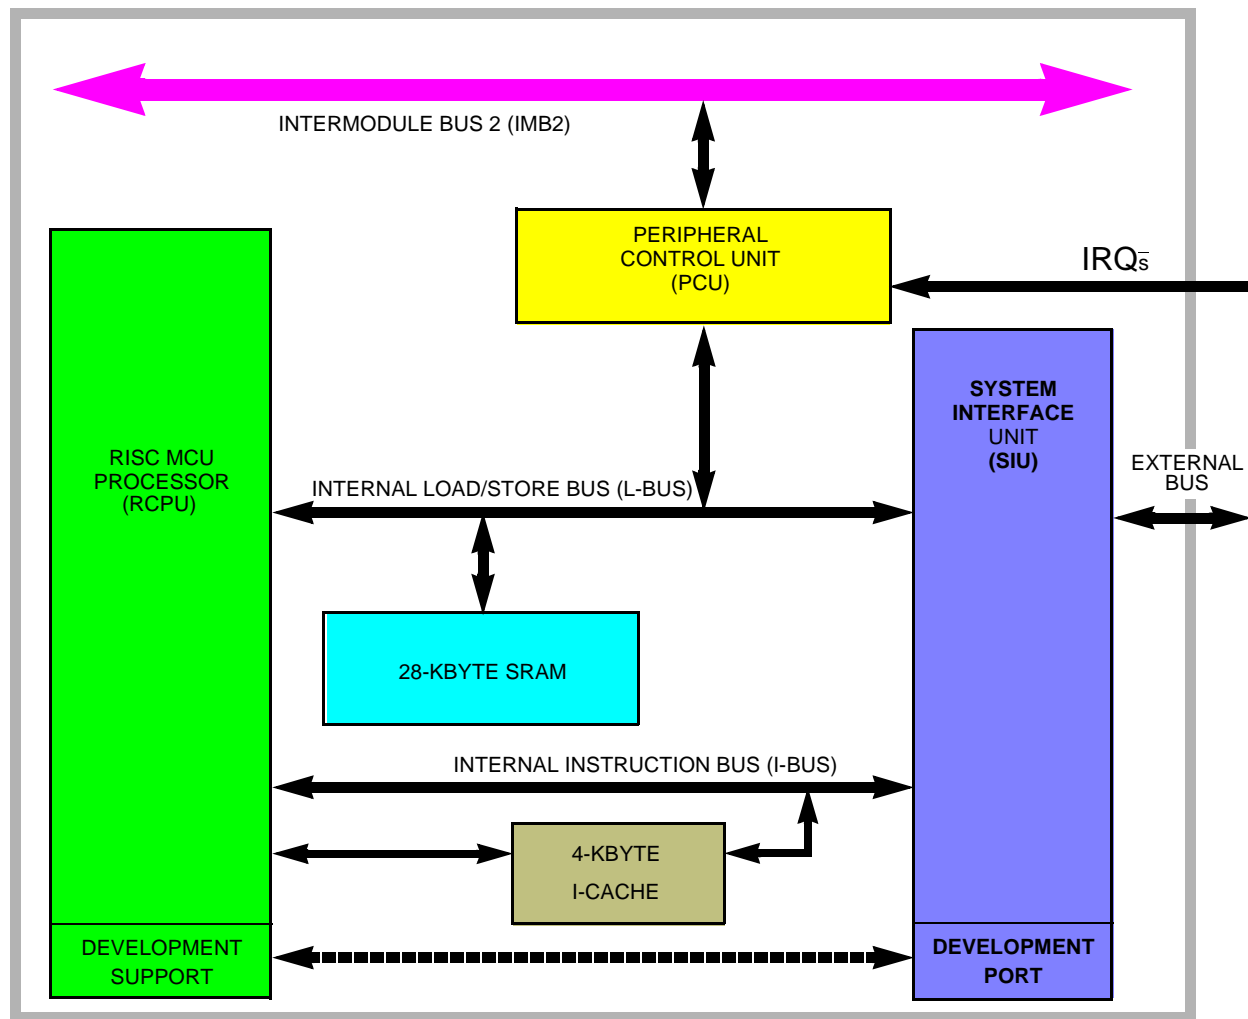 INTERMODULE BUS 2 (IMB2)
PERIPHERAL
CONTROL UNIT
(PCU)
IRQs
SYSTEM
INTERFACE
UNIT
(SIU)
RISC MCU
PROCESSOR
(RCPU)
EXTERNAL
BUS
INTERNAL LOAD/STORE BUS (L-BUS)
28-KBYTE SRAM
INTERNAL INSTRUCTION BUS (I-BUS)
4-KBYTE
I-CACHE
DEVELOPMENT
SUPPORT
DEVELOPMENT
PORT